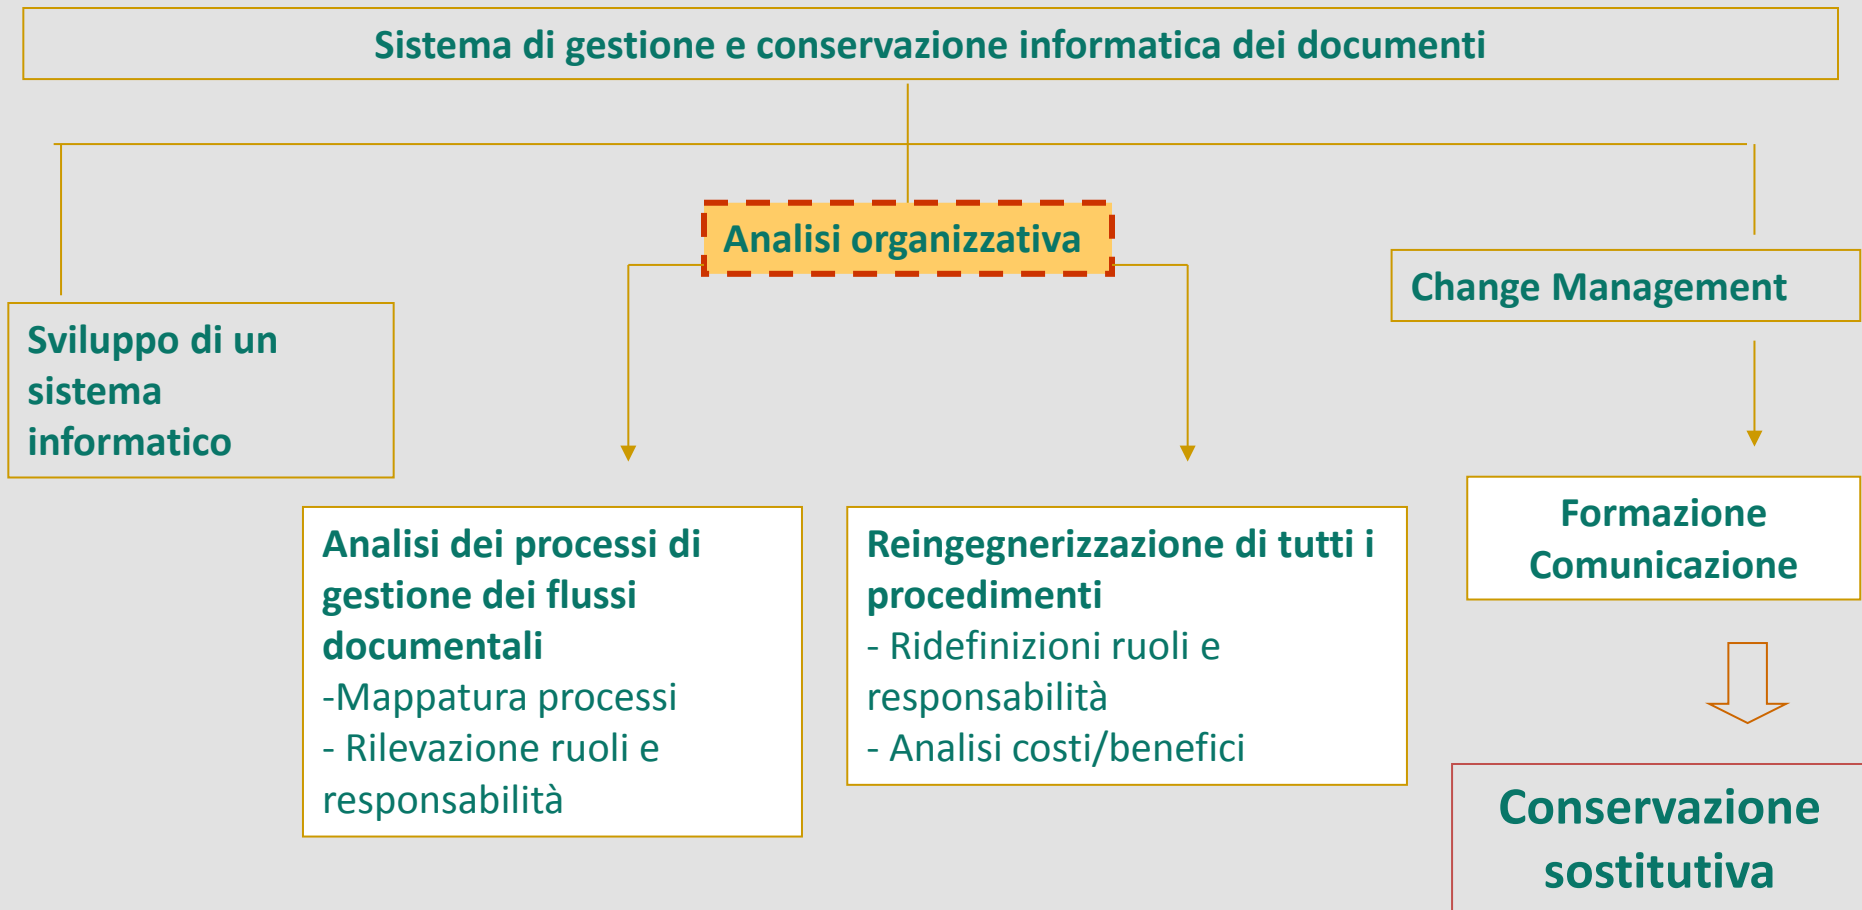 Sistema di gestione e conservazione informatica dei documenti
Analisi organizzativa
Change Management
Sviluppo di un
sistema
informatico
Analisi dei processi di
gestione dei flussi
documentali
-Mappatura processi
- Rilevazione ruoli e
responsabilità
Reingegnerizzazione di tutti i
procedimenti
- Ridefinizioni ruoli e
responsabilità
- Analisi costi/benefici
Formazione
Comunicazione
Conservazione
sostitutiva